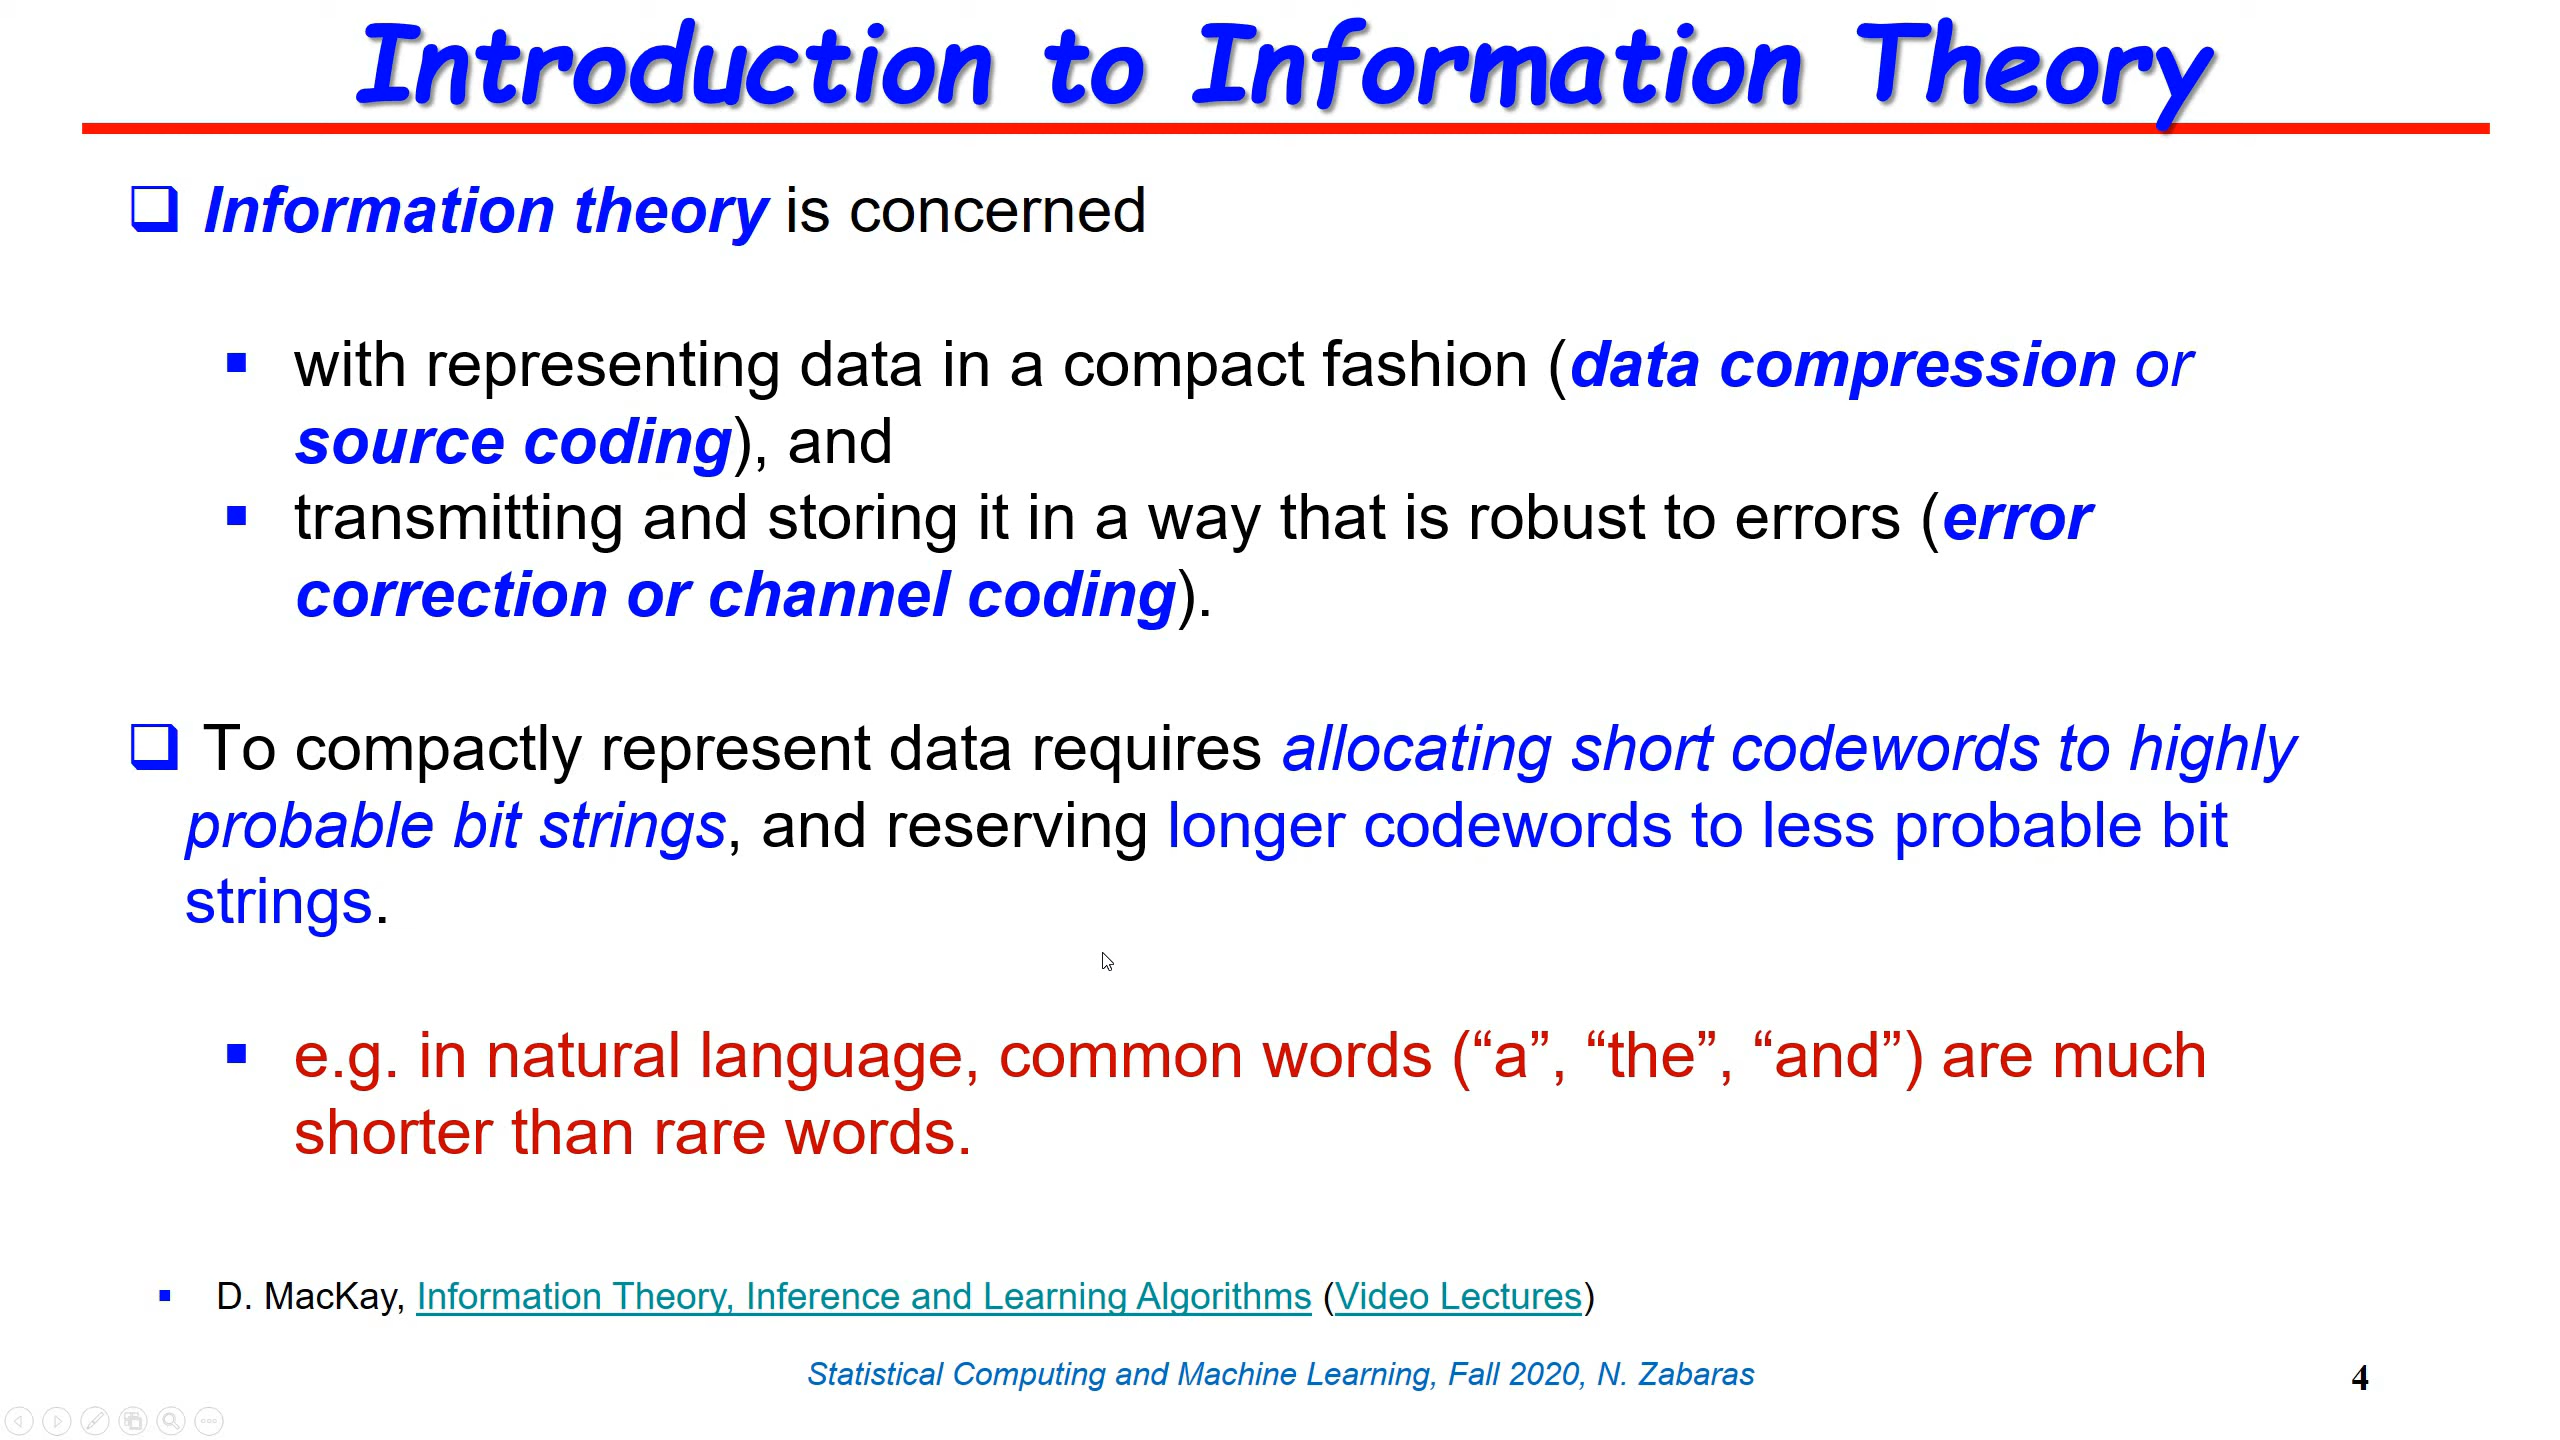 Introduction to Information Theory
Information theory is concerned
with representing data in a compact fashion (data compression or
source coding), and
transmitting and storing it in a way that is robust to errors (error
correction or channel coding).
To compactly represent data requires allocating short codewords to highly
probable bit strings, and reserving longer codewords to less probable bit
strings.
e.g. in natural language, common words (“a”, “the”, “and”) are much
shorter than rare words.
D. MacKay, Information Theory, Inference and Learning Algorithms (Video Lectures)
Statistical Computing and Machine Learning, Fall 2020, N. Zabaras
4